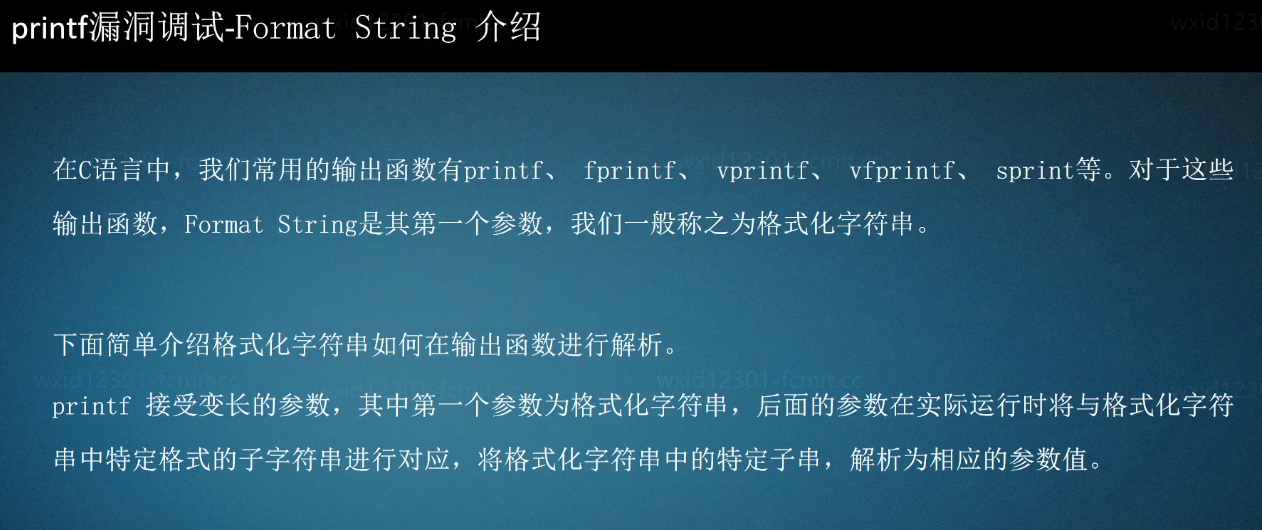 printf漏洞调试-Format String 介绍
在C语言中，我们常用的输出函数有printf、 fprintf、 vprintf、 vfprintf、 sprint等。对于这些
输出函数，Format String是其第一个参数，我们一般称之为格式化字符串。
下面简单介绍格式化字符串如何在输出函数进行解析。
wxid12301-fcmit.cc
wxid12301-fcmit.cc
printf 接受变长的参数，其中第一个参数为格式化字符串，后面的参数在实际运行时将与格式化字符
串中特定格式的子字符串进行对应，将格式化字符串中的特定子串，解析为相应的参数值。